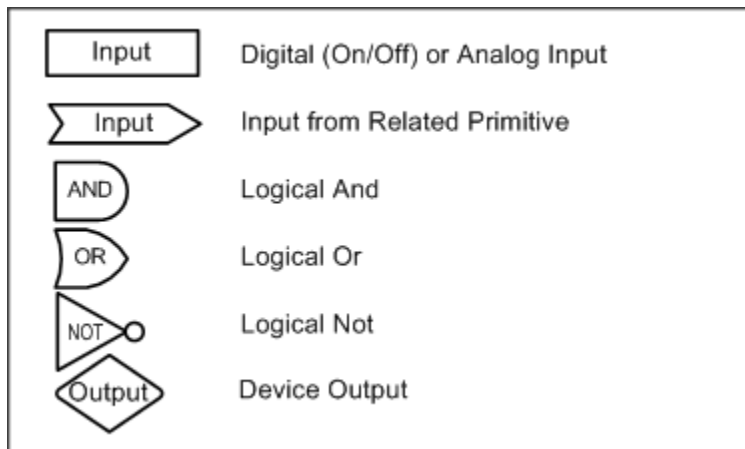 Input Digital (On/Off) or Analog Input
Input Input from Related Primitive
AND Logical And
OR Logical Or
NOT Logical Not
Output Device Output